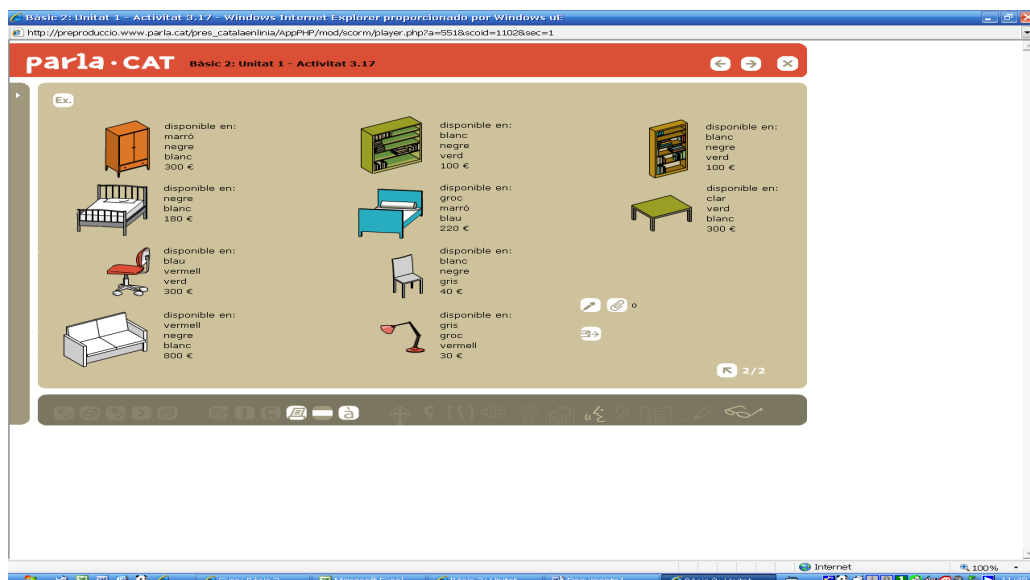 Bàsic 2: Unitat 1 - Activitat 3.17 - Windows Internet Explorer proporcionado por Windows uE
http://preproduccio.www.parla.cat/pres_catalaenlinia/AppPHP/mod/scorm/player.php?a=551&scoid=1102&sec=1
parla·CAT Bàsic 2: Unitat 1 - Activitat 3.17
Ex.
disponible en:
marró
negre
blanc
300 €
disponible en:
blanc
negre
verd
100 €
disponible en:
blanc
negre
verd
100 €
disponible en:
negre
blanc
180 €
disponible en:
groc
marró
blau
220 €
disponible en:
clar
verd
blanc
300 €
disponible en:
blau
vermell
verd
300 €
disponible en:
blanc
negre
gris
40 €
disponible en:
vermell
negre
blanc
800 €
disponible en:
gris
groc
vermell
30 €
2/2
à
Internet
100%